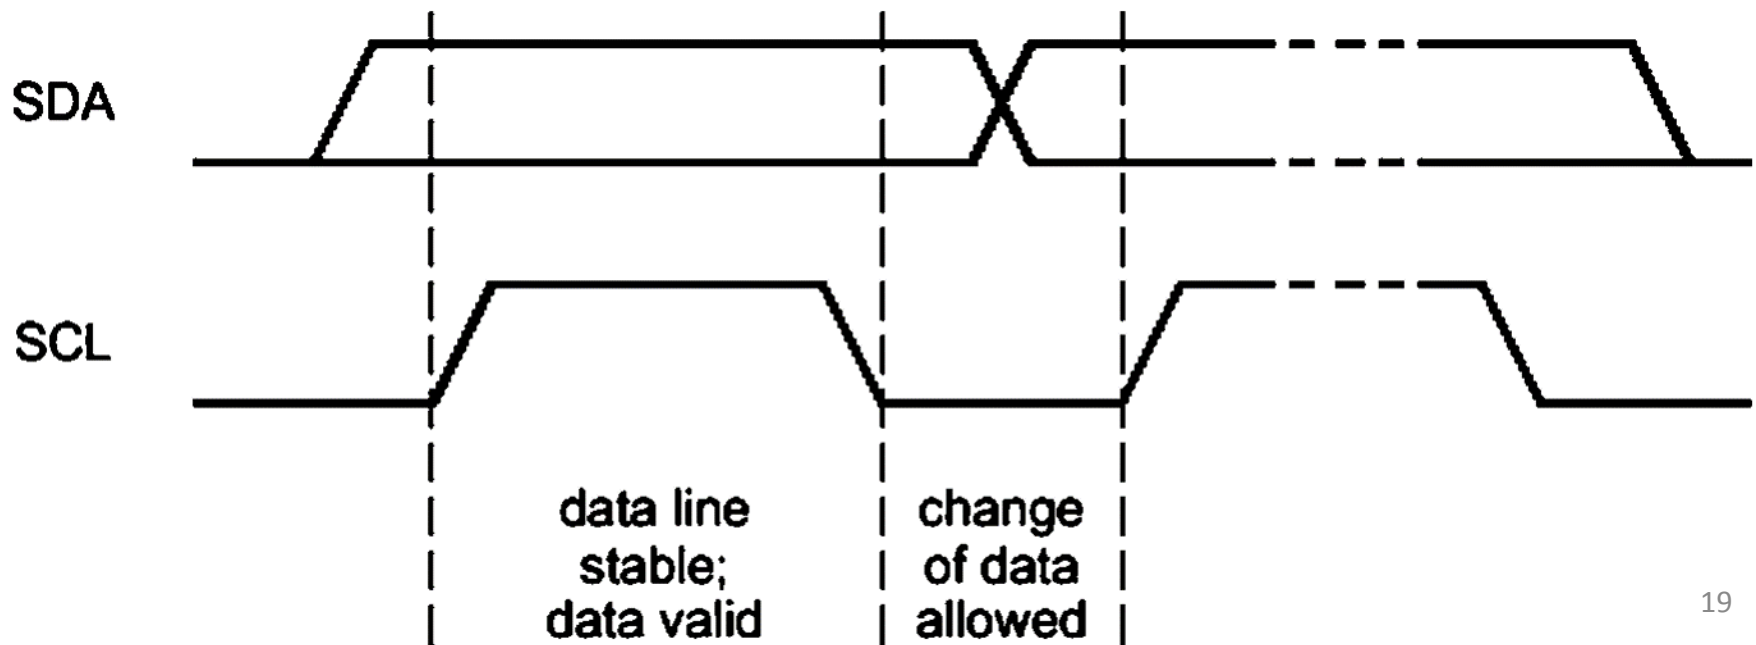 SDA
SCL
data line
stable;
data valid
change
of data
allowed
19